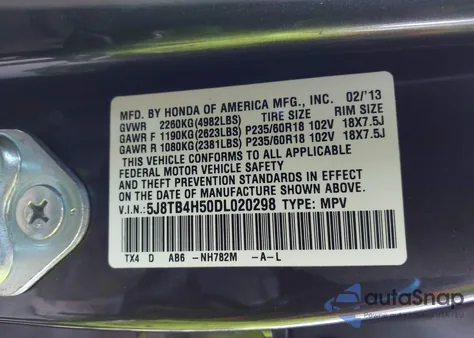 MFD. BY HONDA OF AMERICA MFG., INC. 02/'13
GVWR 2260KG(4982LBS) TIRE SIZE RIM SIZE
GAWR F 1190KG(2623LBS) P235/60R18 102V 18X7.5J
GAWR R 1080KG(2381LBS) P235/60R18 102V 18X7.5J
THIS VEHICLE CONFORMS TO ALL APPLICABLE
FEDERAL MOTOR VEHICLE SAFETY
AND THEFT PREVENTION STANDARDS IN EFFECT ON
THE DATE OF MANUFACTURE SHOWN ABOVE.
V.I.N.:5J8TB4H50DL020298 TYPE: MPV
TX4 D AB6 -NH782M -A-L
autoSnap